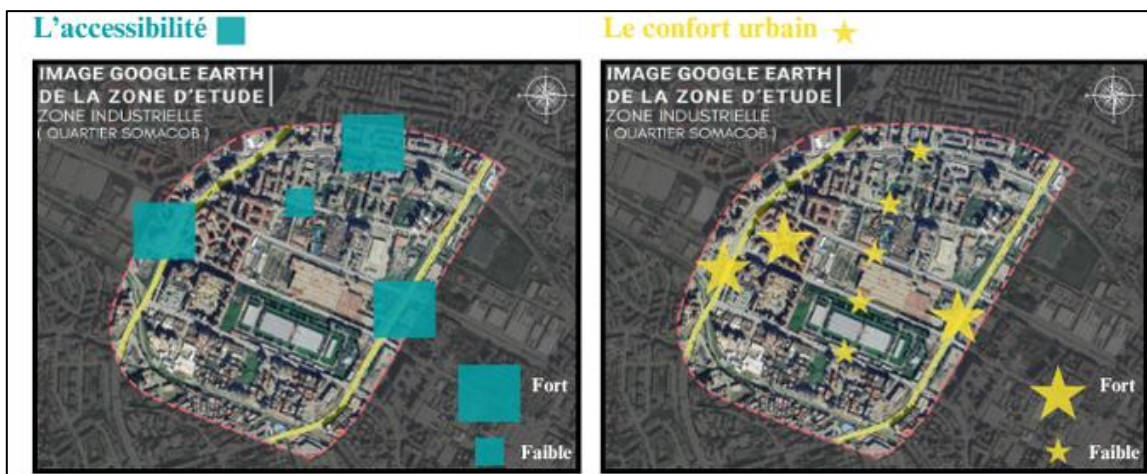 L'accessibilité
IMAGE GOOGLE EARTH
DE LA ZONE D'ETUDE
ZONE INDUSTRIELLE
( QUARTIER SOMACOB )
Fort
Faible
Le confort urbain
IMAGE GOOGLE EARTH
DE LA ZONE D'ETUDE
ZONE INDUSTRIELLE
( QUARTIER SOMACOB )
Fort
Faible